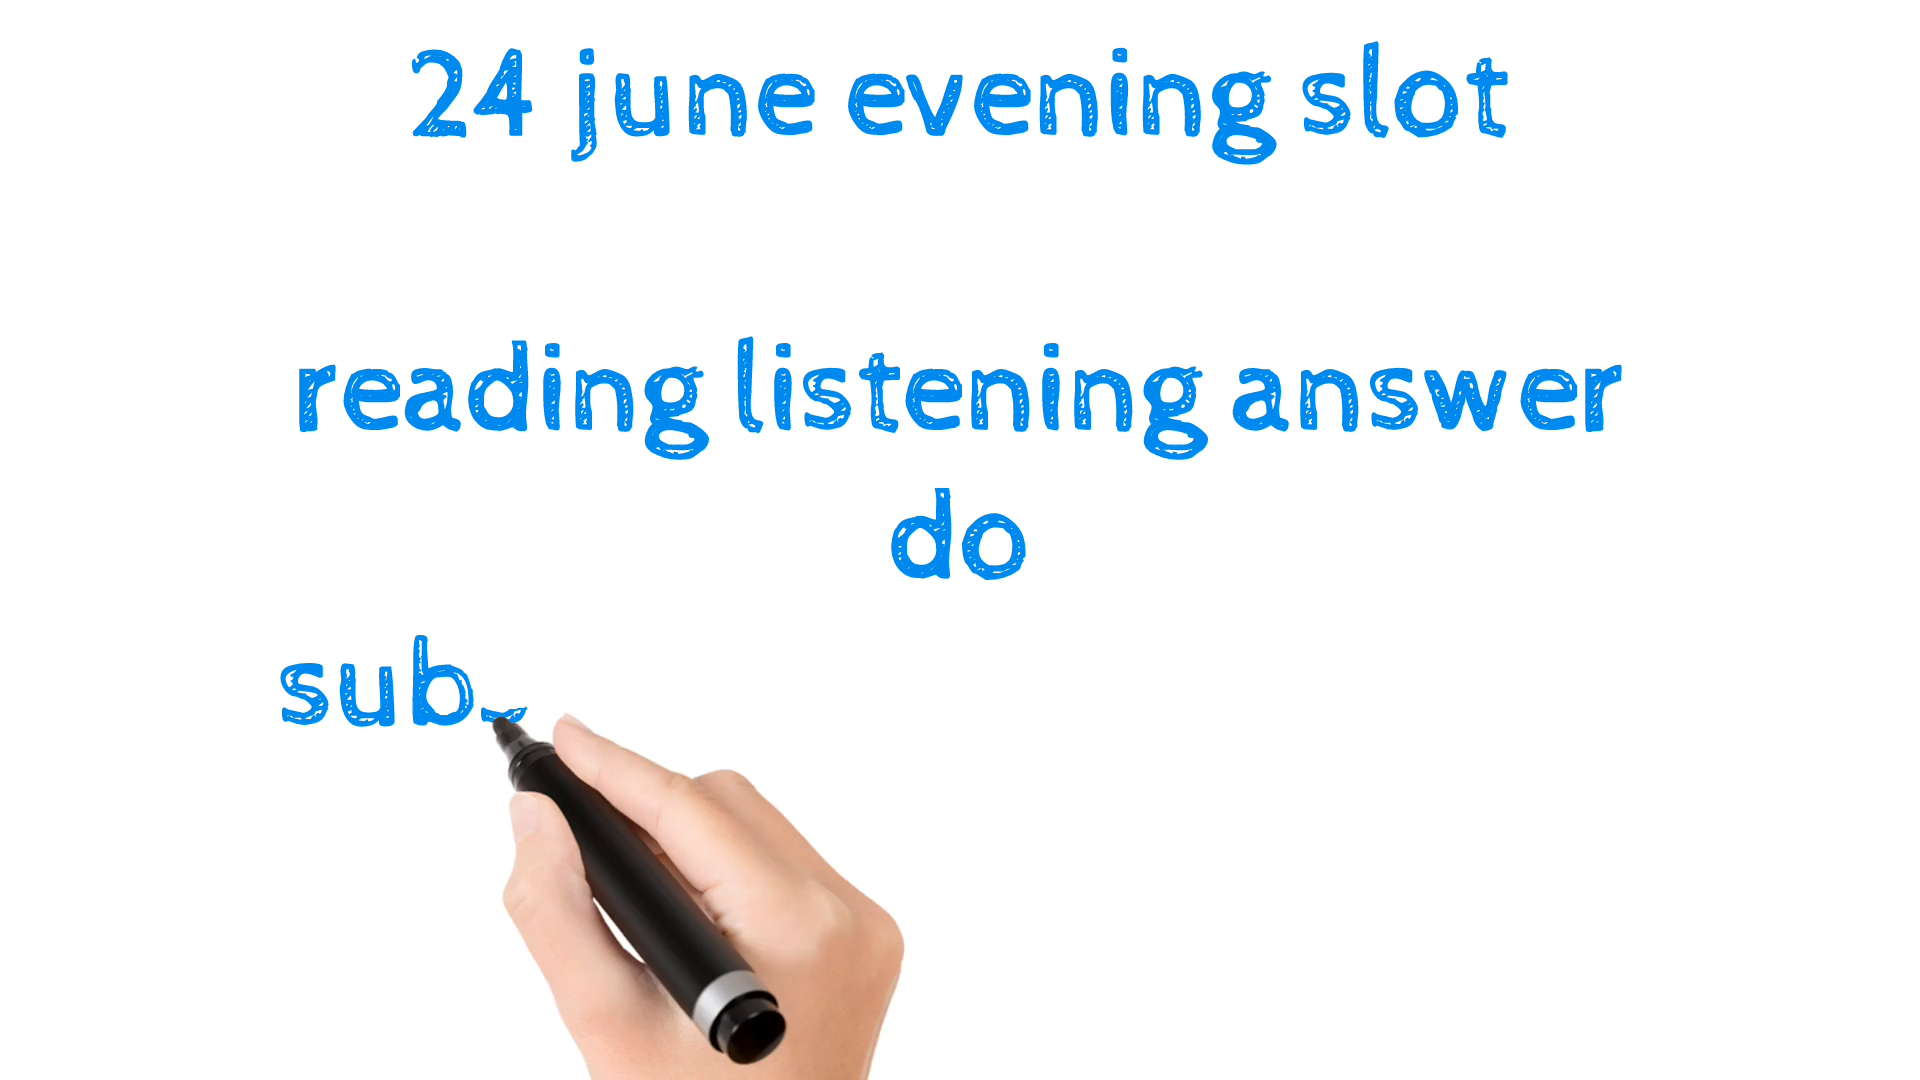 24 june evening slot
reading listening answer
do
sub